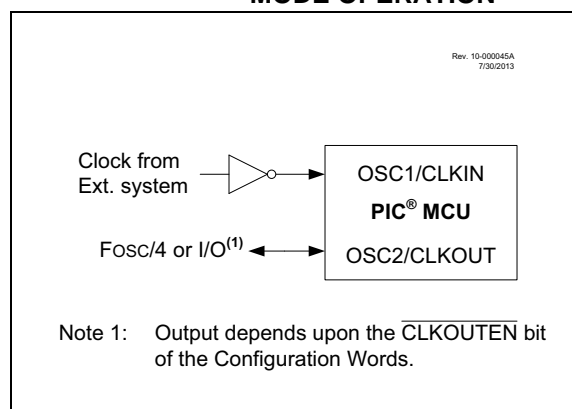 MODE OPERATION
Rev. 10-000045A
7/30/2013
Clock from
Ext. system
OSC1/CLKIN
PIC® MCU
FOSC/4 or I/O(1)
OSC2/CLKOUT
Note 1: Output depends upon the CLKOUTEN bit
of the Configuration Words.